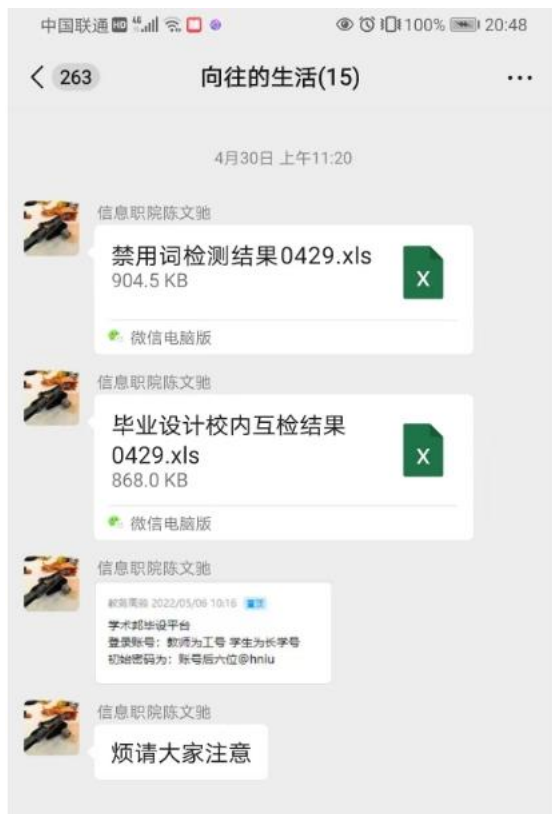 中国联通 HD 46 100% 20:48
263 向往的生活(15)
4月30日 上午11:20
信息职院陈文驰
禁用词检测结果0429.xls
904.5 KB
X
微信电脑版
信息职院陈文驰
毕业设计校内互检结果
0429.xls
868.0 KB
X
微信电脑版
信息职院陈文驰
2022/05/06 10:16 置顶
学术邦毕设平台
登录账号：教师为工号 学生为长学号
初始密码为：账号后六位@hniu
信息职院陈文驰
烦请大家注意